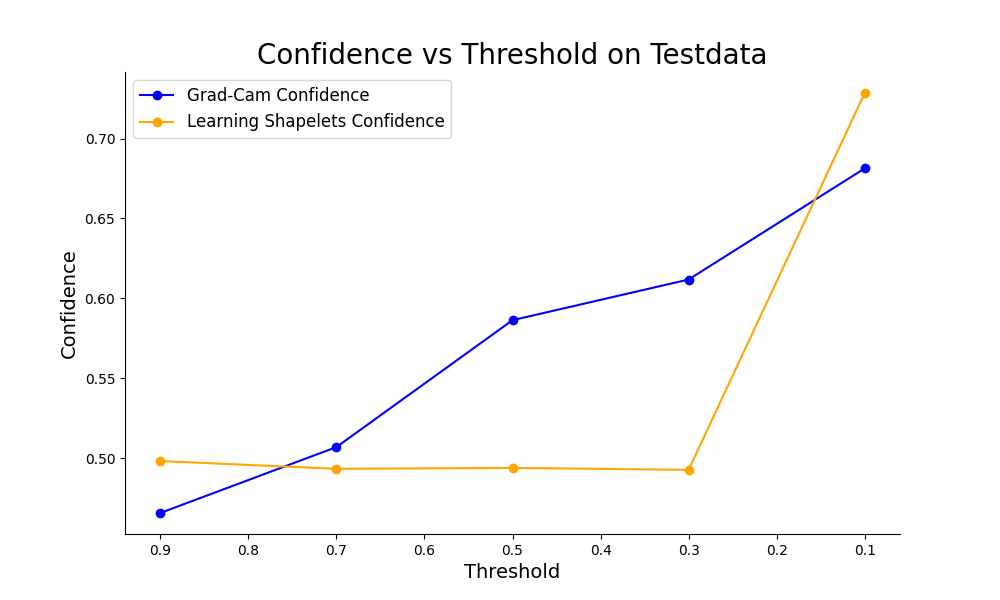 Confidence vs Threshold on Testdata
Grad-Cam Confidence
Learning Shapelets Confidence
Confidence
0.70
0.65
0.60
0.55
0.50
0.9 0.8 0.7 0.6 0.5 0.4 0.3 0.2 0.1
Threshold